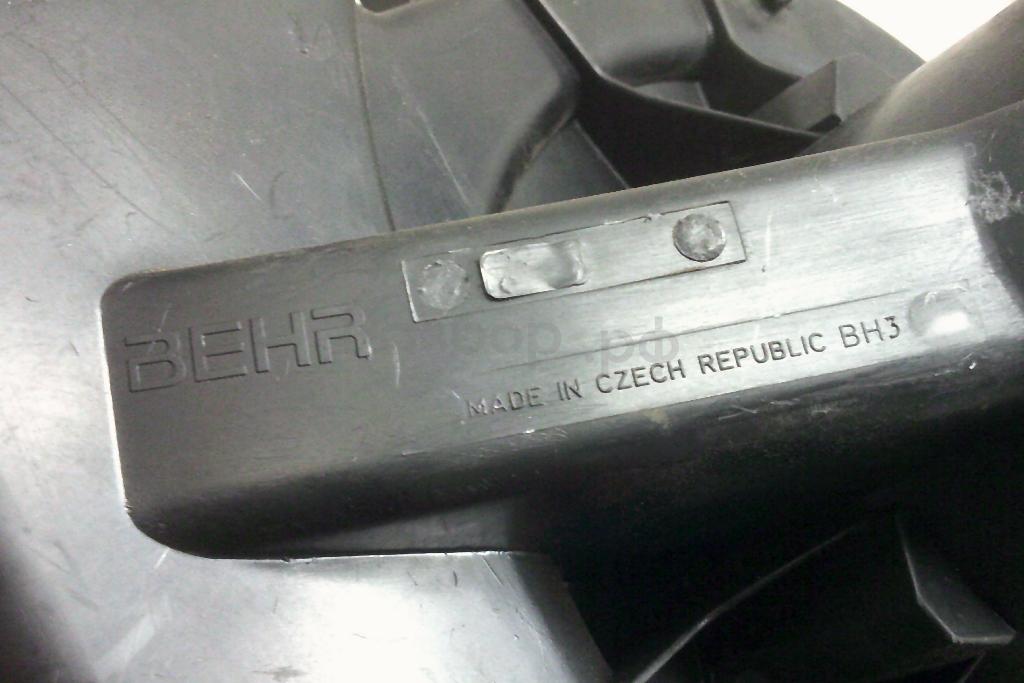 BEHR
MADE IN CZECH REPUBLIC BH3